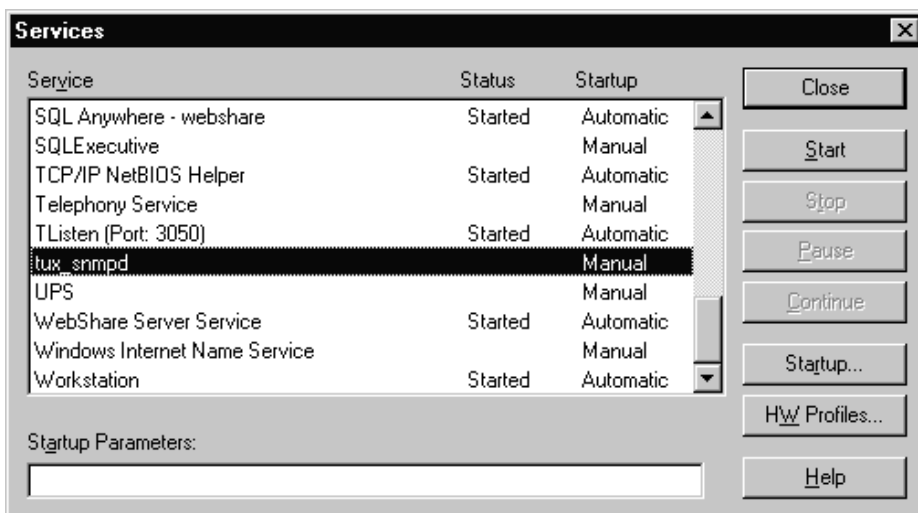 Services
Service Status Startup
SQL Anywhere - webshare Started Automatic
SQLExecutive Manual
TCP/IP NetBIOS Helper Started Automatic
Telephony Service Manual
TListen (Port: 3050) Started Automatic
tux_snmpd Manual
UPS Manual
WebShare Server Service Started Automatic
Windows Internet Name Service Manual
Workstation Started Automatic
Startup Parameters:
Close
Start
Stop
Pause
Continue
Startup...
HW Profiles...
Help